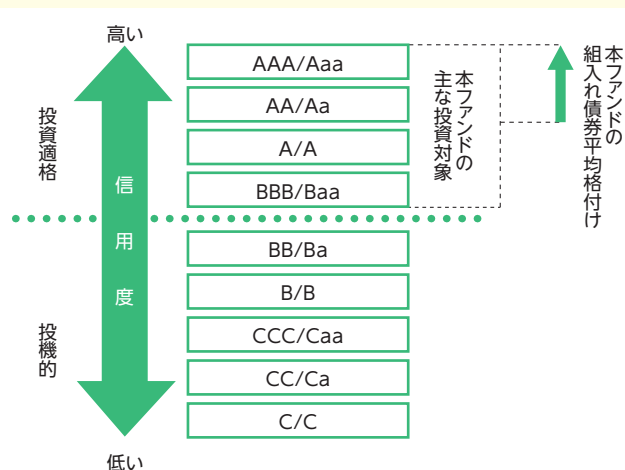 高い
投資適格
信用度
投機的
低い
AAA/Aaa
AA/Aa
A/A
BBB/Baa
BB/Ba
B/B
CCC/Caa
CC/Ca
C/C
本ファンドの
主な投資対象
本ファンドの
組入れ債券平均格付け